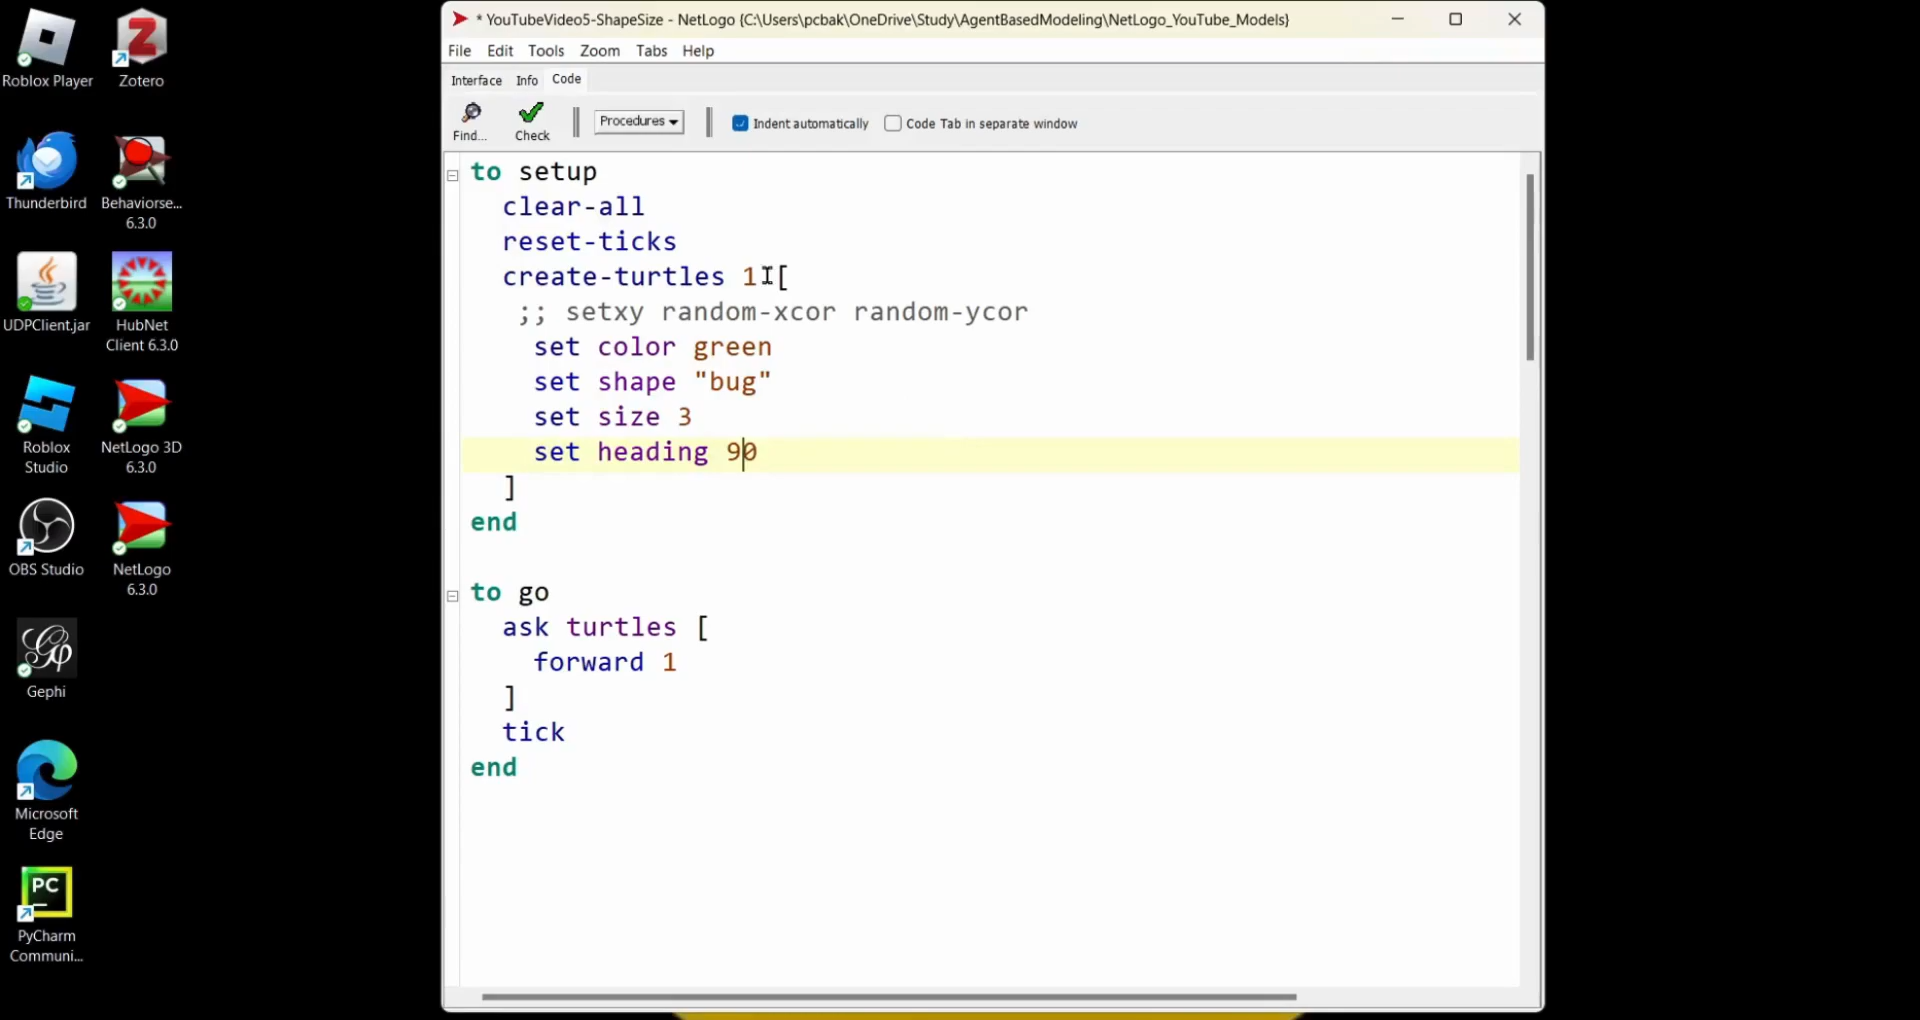 * YouTubeVideo5-ShapeSize - NetLogo {C:\Users\pcbak\OneDrive\Study\AgentBasedModeling\NetLogo_YouTube_Models}
File Edit Tools Zoom Tabs Help
Interface Info Code
Find... Check Procedures Indent automatically Code Tab in separate window
to setup
clear-all
reset-ticks
create-turtles 1 [
;; setxy random-xcor random-ycor
set color green
set shape "bug"
set size 3
set heading 90
]
end
to go
ask turtles [
forward 1
]
tick
end
Roblox Player
Zotero
Thunderbird
Behaviorse...
6.3.0
UDPClient.jar
HubNet
Client 6.3.0
Roblox
Studio
NetLogo 3D
6.3.0
OBS Studio
NetLogo
6.3.0
Gephi
Microsoft
Edge
PC
PyCharm
Communi...